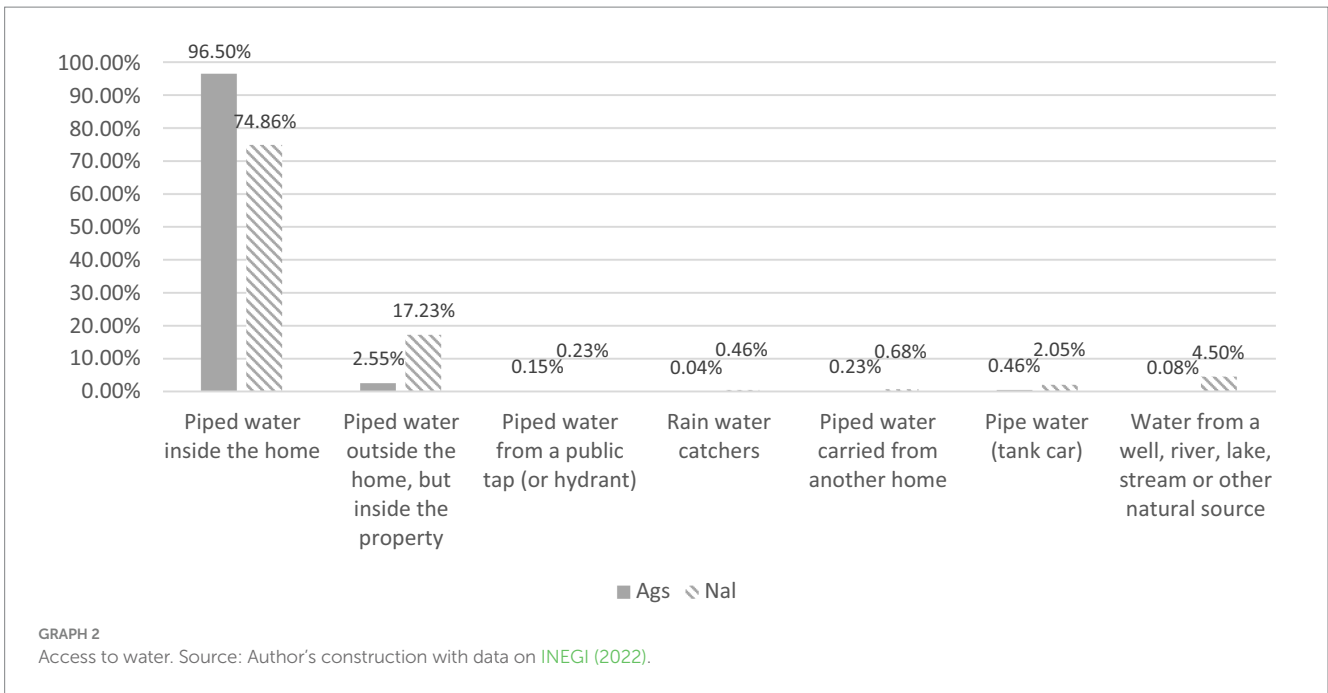 96.50%
100.00%
90.00%
80.00%
74.86%
70.00%
60.00%
50.00%
40.00%
30.00%
20.00%
17.23%
10.00%
2.55%
0.15%
0.23%
0.04%
0.46%
0.23%
0.68%
0.46%
2.05%
0.08%
4.50%
0.00%
Piped water
inside the home
Piped water
outside the
home, but
inside the
property
Piped water
from a public
tap (or hydrant)
Rain water
catchers
Piped water
carried from
another home
Pipe water
(tank car)
Water from a
well, river, lake,
stream or other
natural source
Ags
Nal
GRAPH 2
Access to water. Source: Author's construction with data on INEGI (2022).